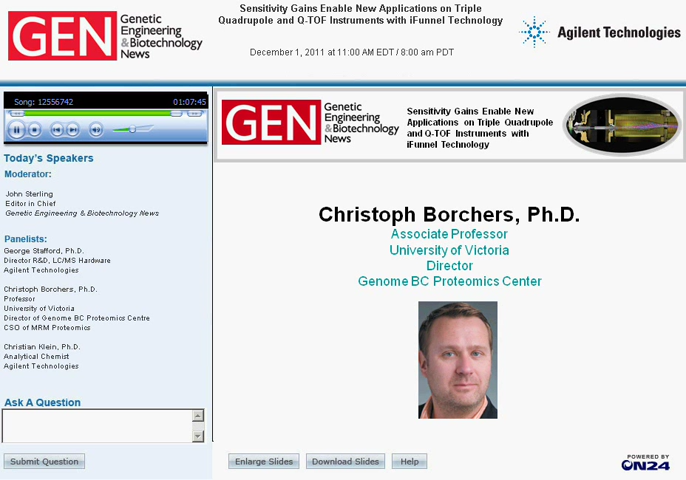 GEN Genetic
Engineering
&Biotechnology
News
Sensitivity Gains Enable New Applications on Triple
Quadrupole and Q-TOF Instruments with iFunnel Technology
December 1, 2011 at 11:00 AM EDT / 8:00 am PDT
Agilent Technologies
Song: 12556742
01:07:45
Today's Speakers
Moderator:
John Sterling
Editor in Chief
Genetic Engineering & Biotechnology News
Panelists:
George Stafford, Ph.D.
Director R&D, LC/MS Hardware
Agilent Technologies
Christoph Borchers, Ph.D.
Professor
University of Victoria
Director of Genome BC Proteomics Centre
CSO of MRM Proteomics
Christian Klein, Ph.D.
Analytical Chemist
Agilent Technologies
Ask A Question
Submit Question
GEN Genetic
Engineering
&Biotechnology
News
Sensitivity Gains Enable New
Applications on Triple Quadrupole
and Q-TOF Instruments with
iFunnel Technology
Christoph Borchers, Ph.D.
Associate Professor
University of Victoria
Director
Genome BC Proteomics Center
Enlarge Slides
Download Slides
Help
POWERED BY
ON24